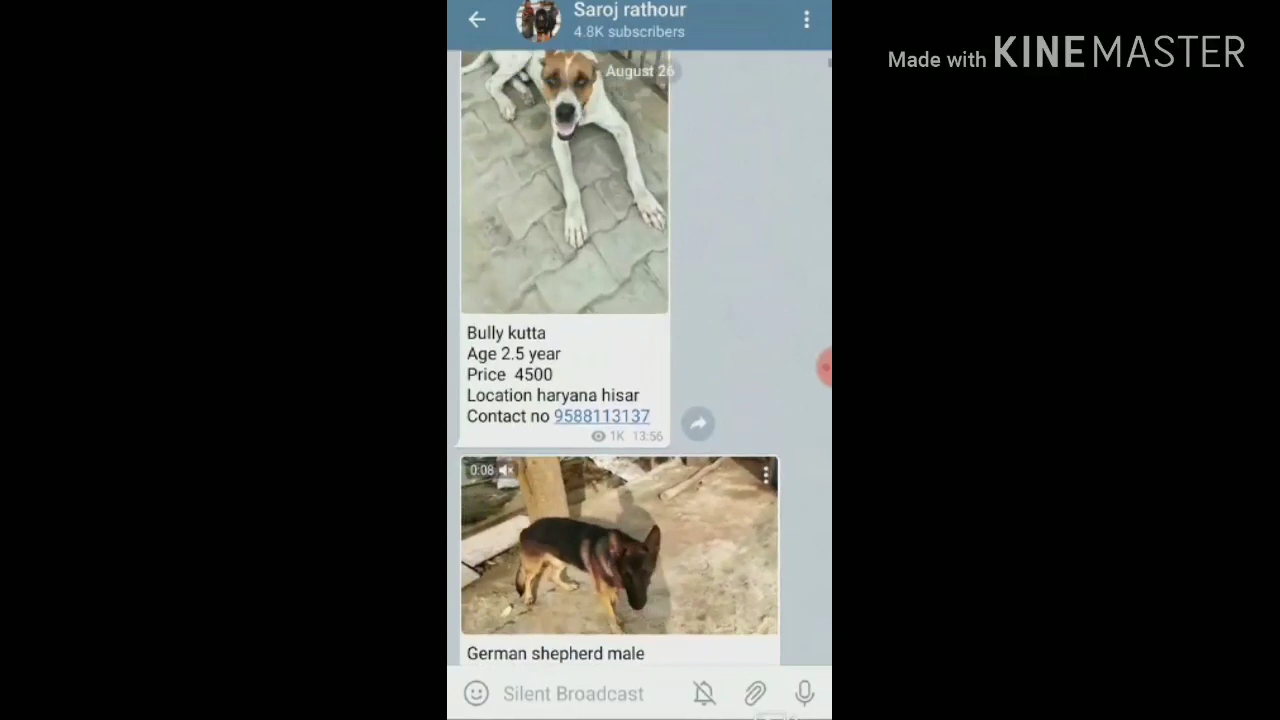 Saroj rathour
4.8K subscribers
Made with KINEMASTER
August 26
Bully kutta
Age 2.5 year
Price 4500
Location haryana hisar
Contact no 9588113137
1K 13:56
0:08
German shepherd male
Silent Broadcast